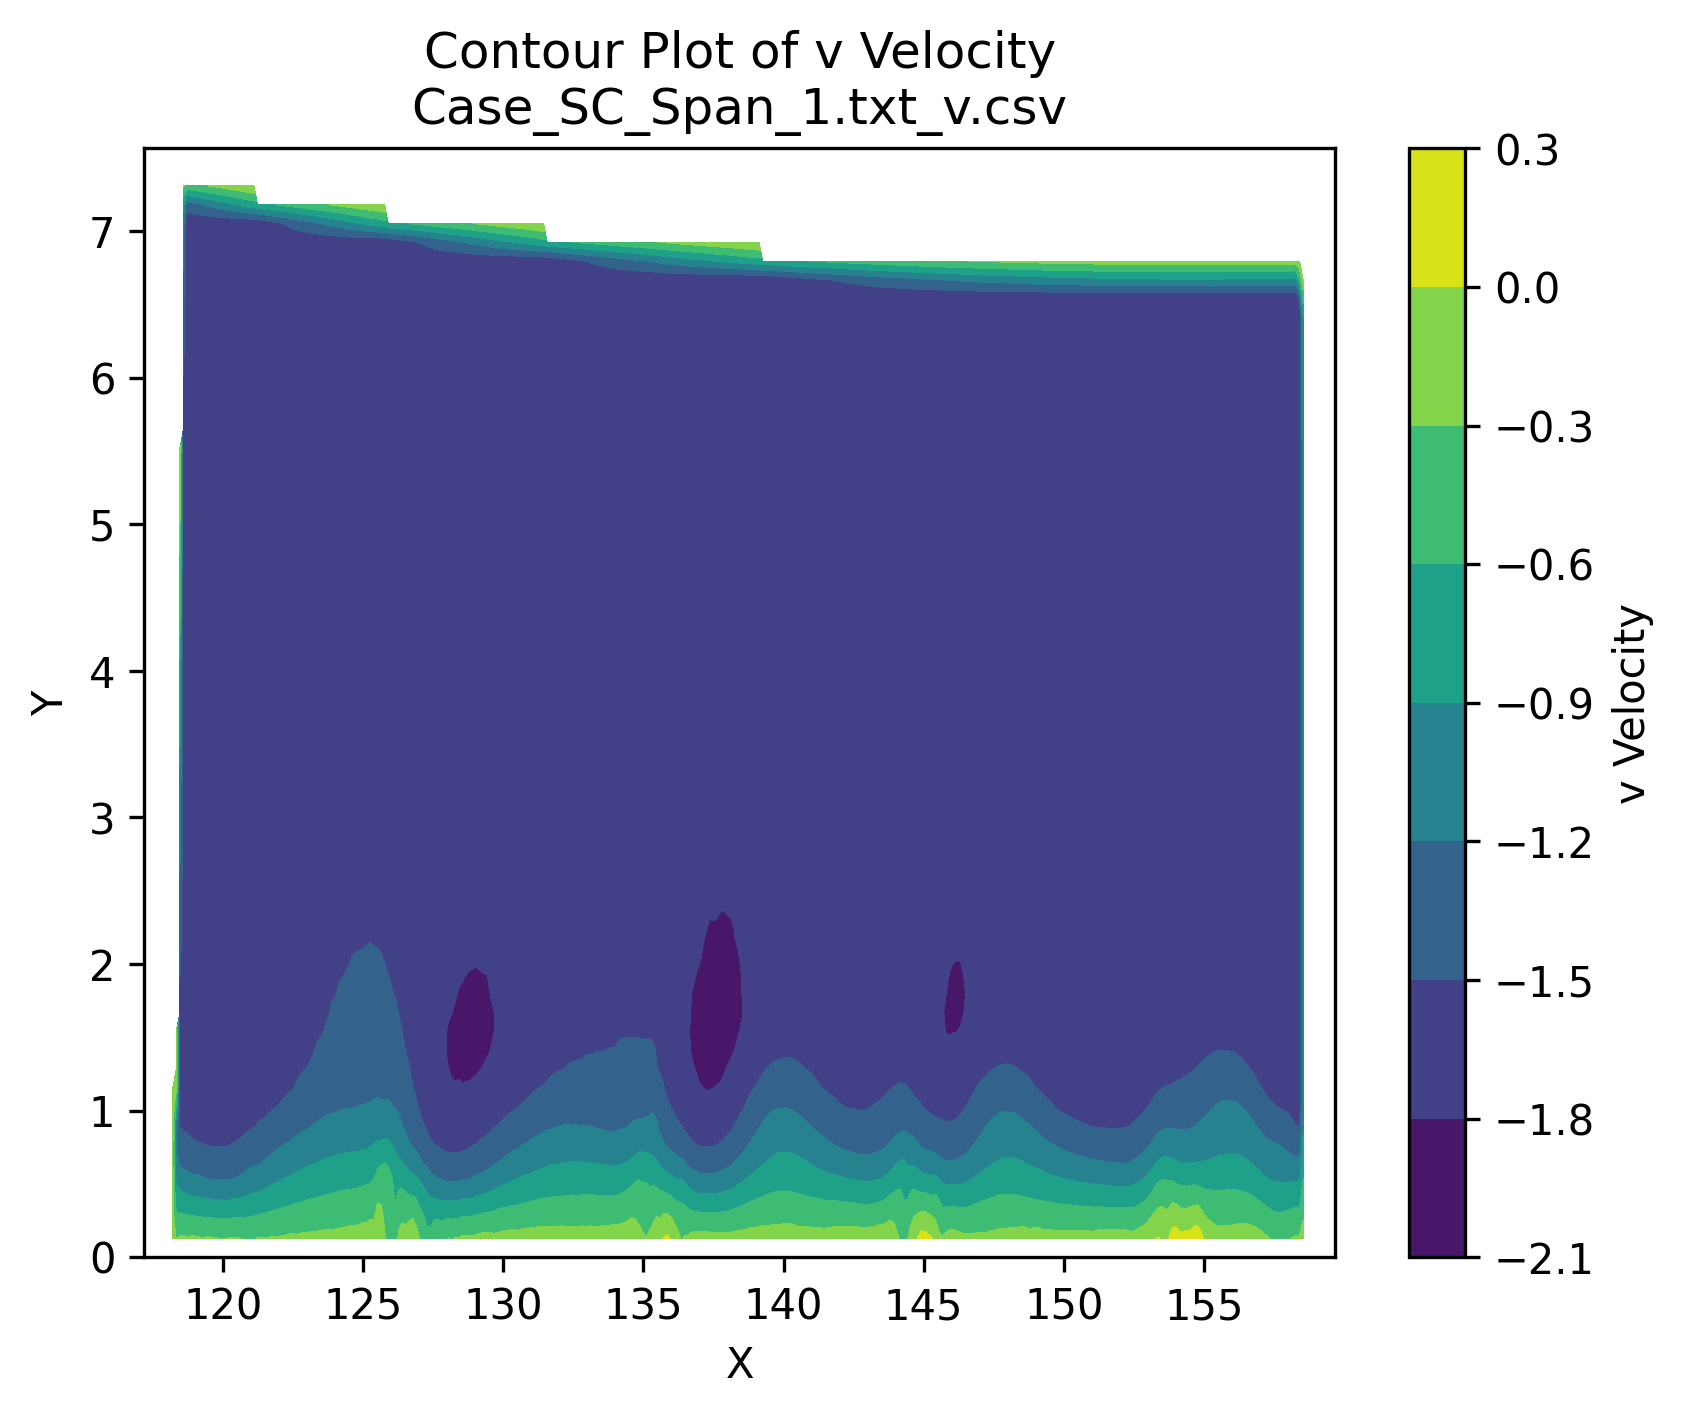 Contour Plot of v Velocity
Case_SC_Span_1.txt_v.csv
7
6
5
4
3
2
1
0
Y
120 125 130 135 140 145 150 155
X
0.3
0.0
−0.3
−0.6
−0.9
−1.2
−1.5
−1.8
−2.1
v Velocity